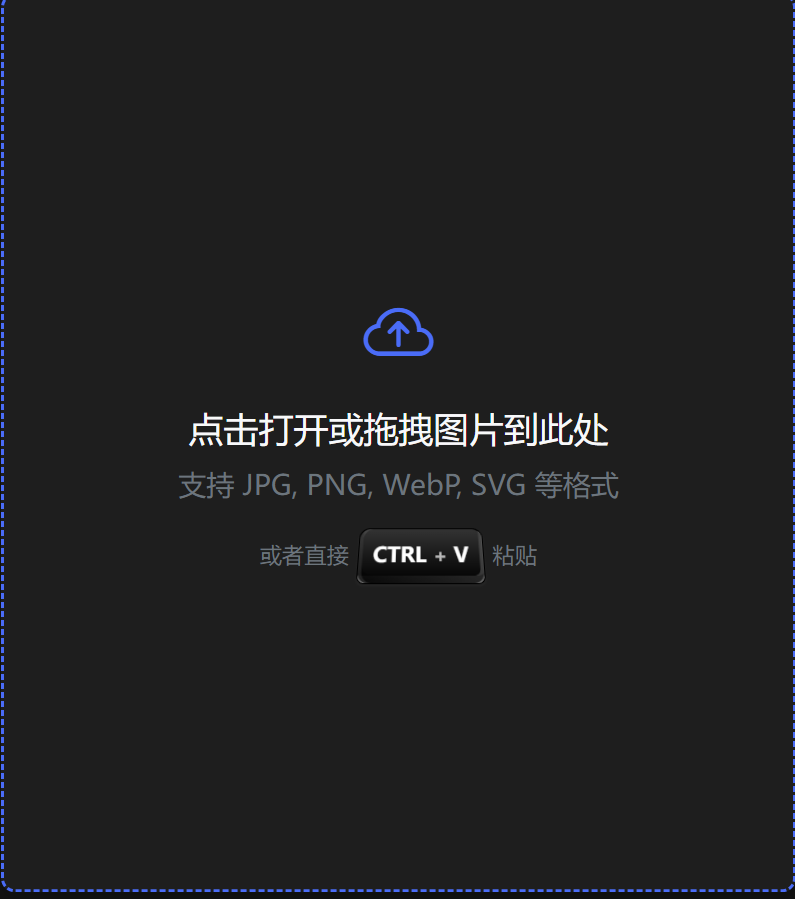 点击打开或拖拽图片到此处
支持 JPG, PNG, WebP, SVG 等格式
或者直接 CTRL + V 粘贴